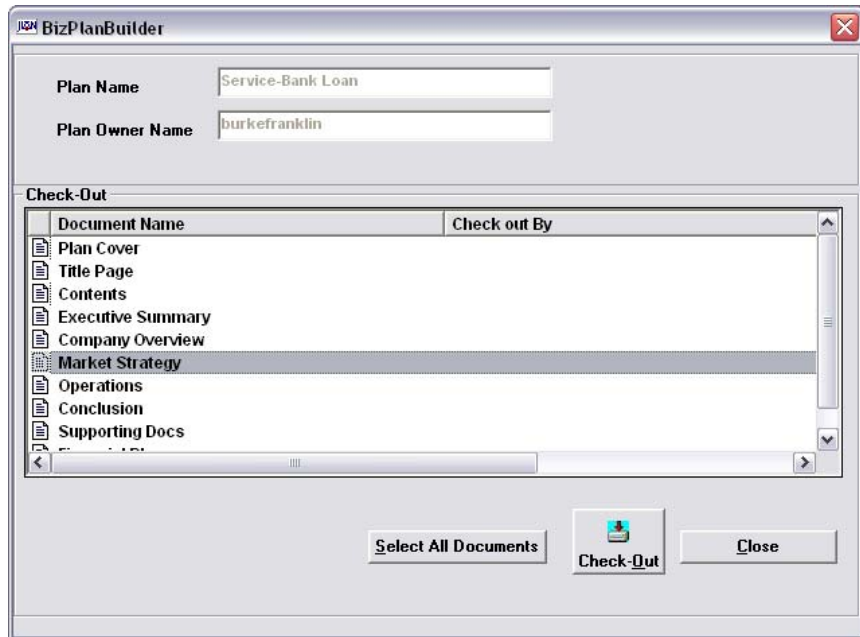 JIAN BizPlanBuilder
Plan Name Service-Bank Loan
Plan Owner Name burkefranklin
Check-Out
Document Name Check out By
Plan Cover
Title Page
Contents
Executive Summary
Company Overview
Market Strategy
Operations
Conclusion
Supporting Docs
Select All Documents Check-Out Close